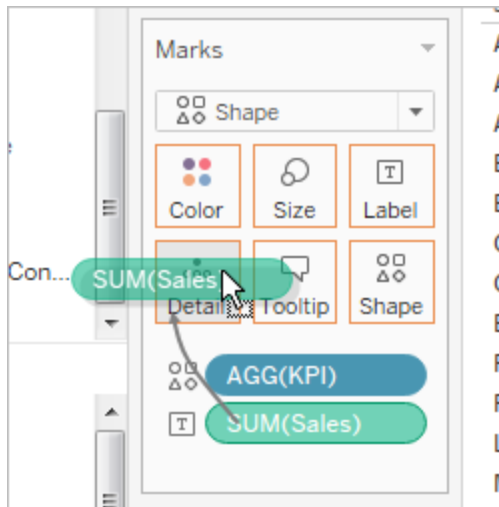 Marks
Shape
Color Size Label
Con... SUM(Sales
Detail Tooltip Shape
AGG(KPI)
T SUM(Sales)